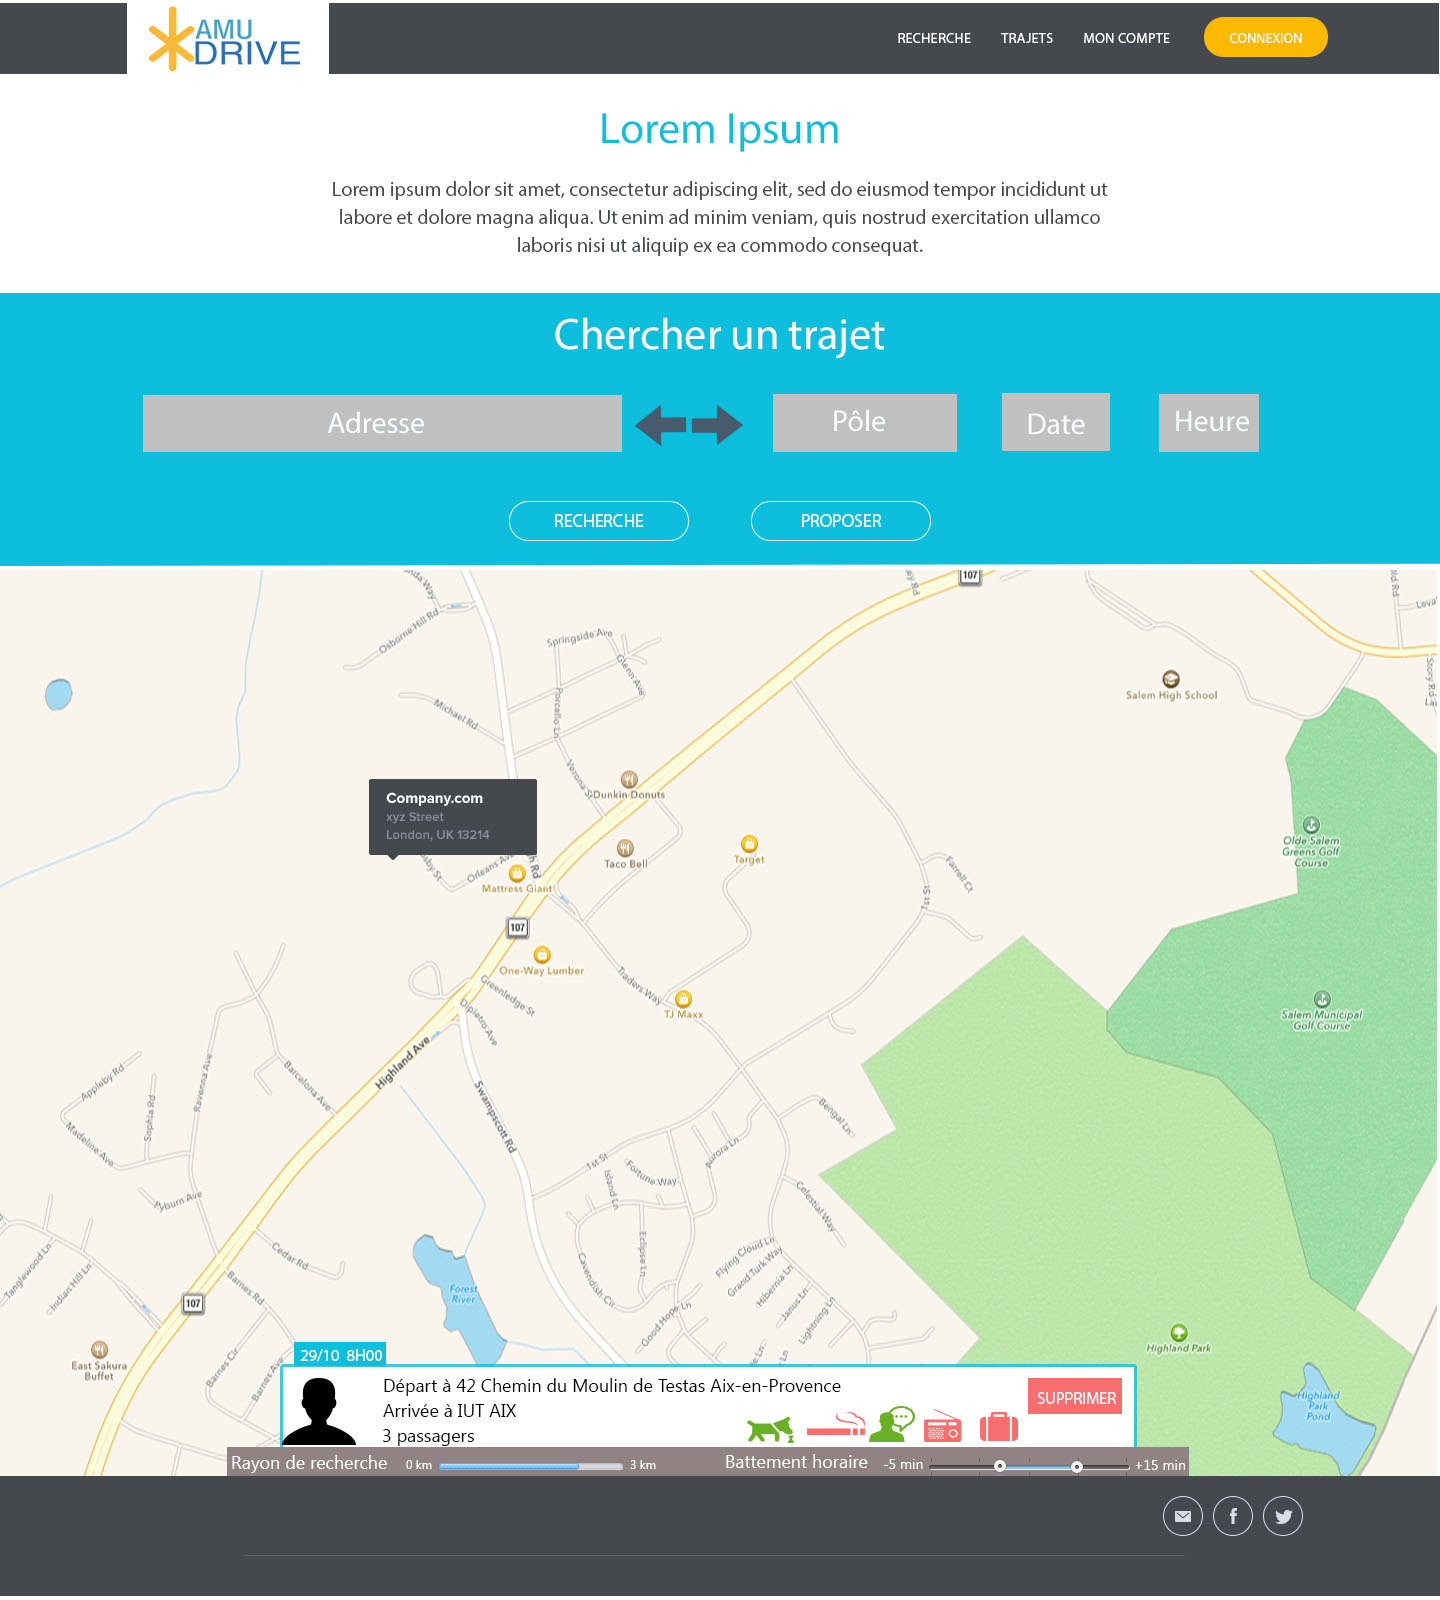 AMU
DRIVE
RECHERCHE
TRAJETS
MON COMPTE
CONNEXION
Lorem Ipsum
Lorem ipsum dolor sit amet, consectetur adipiscing elit, sed do eiusmod tempor incididunt ut
labore et dolore magna aliqua. Ut enim ad minim veniam, quis nostrud exercitation ullamco
laboris nisi ut aliquip ex ea commodo consequat.
Chercher un trajet
Adresse
Pôle
Date
Heure
RECHERCHE
PROPOSER
107
Osborne Hill Rd
Springside Ave
Glenn Ave
Porcello Ln
Michael Rd
Salem High School
Verona
Dunkin Donuts
Company.com
xyz Street
London, UK 13214
Taco Bell
Target
Olde Salem
Greens Golf
Course
Orleans Ave
Mattress Giant
Farrell Ct
1st St
107
One-Way Lumber
Greenledge St
Traders Way
TJ Maxx
Salem Municipal
Golf Course
Dipietro Ave
Highland Ave
Swampscott Rd
Appleby Rd
Ravenna Ave
Barcelona Ave
Sophia Rd
Madeline Ave
Bengal Ln
Aurora Ln
1st St
Fortune Way
Island Ln
Celestial Way
Pyburn Ave
Cedar Rd
Eclipse Ln
Flying Cloud Ln
Grand Turk Way
Hibernia Ln
Janus Ln
Lightning Ln
Cavendish Cir
Good Hope Ln
Tanglewood Ln
Indian Hill Ln
Barnes Rd
Forest
River
107
East Sakura
Buffet
Barnes Cir
Barnes Ave
Highland Park
Highland
Park
Pond
29/10 8H00
Départ à 42 Chemin du Moulin de Testas Aix-en-Provence
Arrivée à IUT AIX
3 passagers
SUPPRIMER
Rayon de recherche
0 km
3 km
Battement horaire
-5 min
+15 min